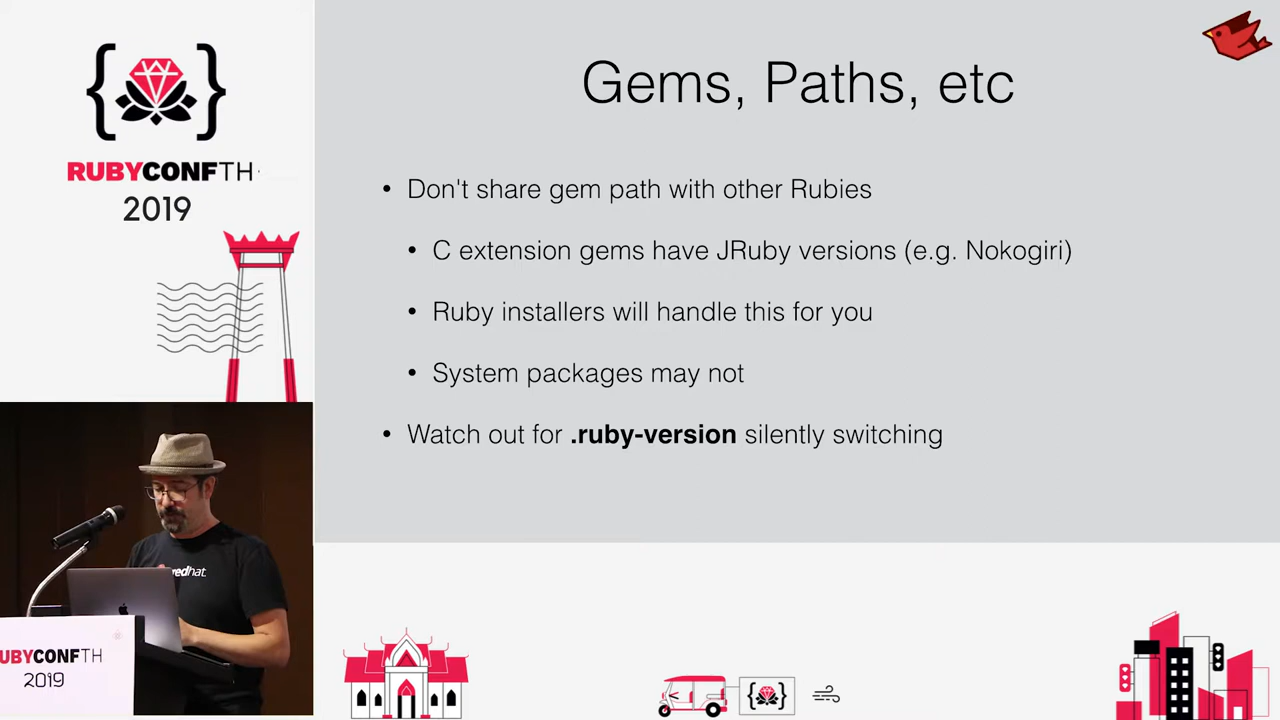 RUBYCONFTH
2019
Gems, Paths, etc
• Don't share gem path with other Rubies
• C extension gems have JRuby versions (e.g. Nokogiri)
• Ruby installers will handle this for you
• System packages may not
• Watch out for .ruby-version silently switching
redhat.
UBYCONFTH
2019